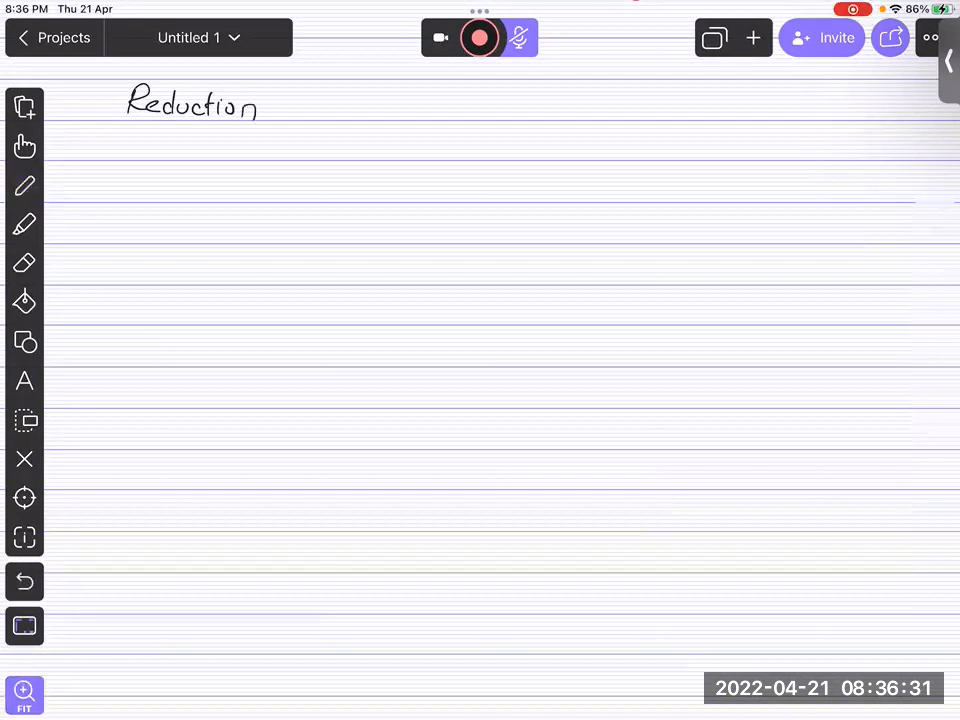 8:36 PM Thu 21 Apr
86%
Projects
Untitled 1
Invite
Reduction
A
FIT
2022-04-21 08:36:31